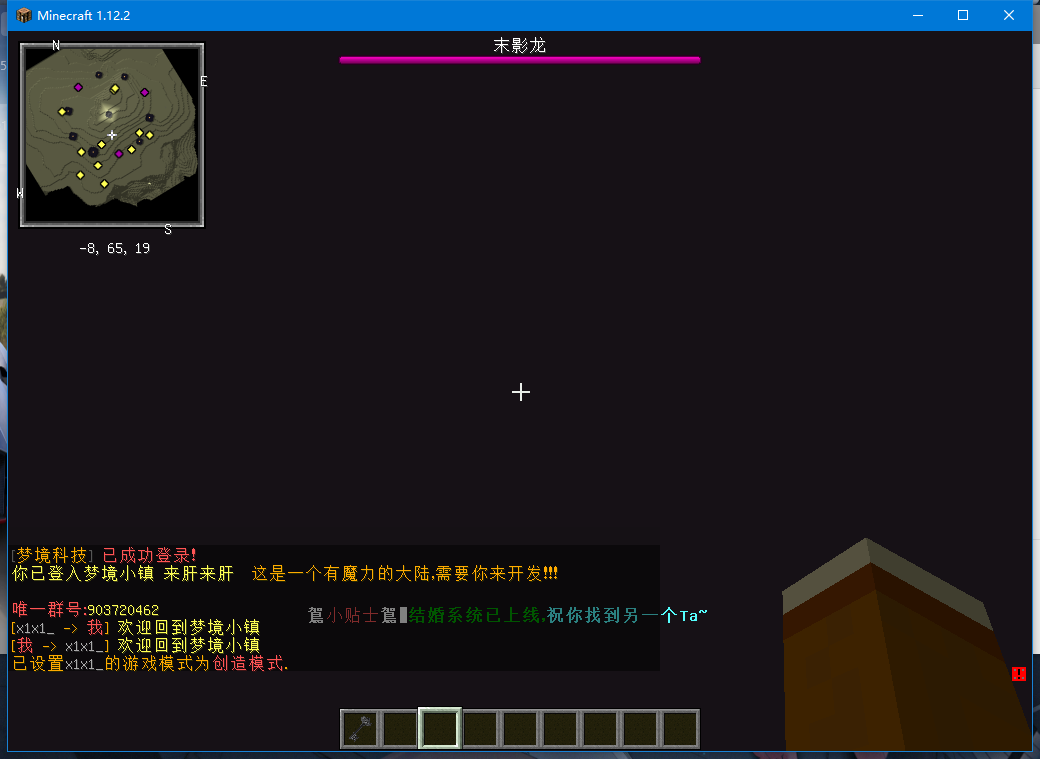 Minecraft 1.12.2
末影龙
N
E
W
S
-8, 65, 19
[梦境科技] 已成功登录!
你已登入梦境小镇 来肝来肝 这是一个有魔力的大陆,需要你来开发!!!
唯一群号:903720462
鴐小贴士鴐结婚系统已上线,祝你找到另一个Ta~
[x1x1_ -> 我] 欢迎回到梦境小镇
[我 -> x1x1_] 欢迎回到梦境小镇
已设置x1x1_的游戏模式为创造模式.